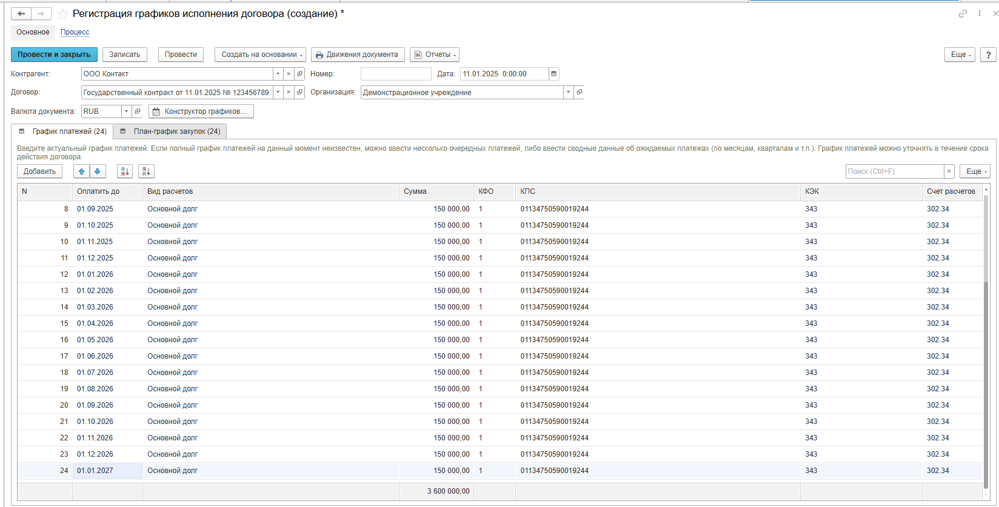 Регистрация графиков исполнения договора (создание) *
Основное Процесс
Провести и закрыть Записать Провести Создать на основании Движения документа Отчеты Еще ?
Контрагент: ООО Контакт Номер: Дата: 11.01.2025 0:00:00
Договор: Государственный контракт от 11.01.2025 № 123456789 Организация: Демонстрационное учреждение
Валюта документа: RUB Конструктор графиков...
График платежей (24) План-график закупок (24)
Введите актуальный график платежей. Если полный график платежей на данный момент неизвестен, можно ввести несколько очередных платежей, либо ввести сводные данные об ожидаемых платежах (по месяцам, кварталам и т.п.). График платежей можно уточнять в течение срока
действия договора.
Добавить Поиск (Ctrl+F) × Еще
N Оплатить до Вид расчетов Сумма КФО КПС КЭК Счет расчетов
8 01.09.2025 Основной долг 150 000,00 1 01134750590019244 343 302.34
9 01.10.2025 Основной долг 150 000,00 1 01134750590019244 343 302.34
10 01.11.2025 Основной долг 150 000,00 1 01134750590019244 343 302.34
11 01.12.2025 Основной долг 150 000,00 1 01134750590019244 343 302.34
12 01.01.2026 Основной долг 150 000,00 1 01134750590019244 343 302.34
13 01.02.2026 Основной долг 150 000,00 1 01134750590019244 343 302.34
14 01.03.2026 Основной долг 150 000,00 1 01134750590019244 343 302.34
15 01.04.2026 Основной долг 150 000,00 1 01134750590019244 343 302.34
16 01.05.2026 Основной долг 150 000,00 1 01134750590019244 343 302.34
17 01.06.2026 Основной долг 150 000,00 1 01134750590019244 343 302.34
18 01.07.2026 Основной долг 150 000,00 1 01134750590019244 343 302.34
19 01.08.2026 Основной долг 150 000,00 1 01134750590019244 343 302.34
20 01.09.2026 Основной долг 150 000,00 1 01134750590019244 343 302.34
21 01.10.2026 Основной долг 150 000,00 1 01134750590019244 343 302.34
22 01.11.2026 Основной долг 150 000,00 1 01134750590019244 343 302.34
23 01.12.2026 Основной долг 150 000,00 1 01134750590019244 343 302.34
24 01.01.2027 Основной долг 150 000,00 1 01134750590019244 343 302.34
3 600 000,00